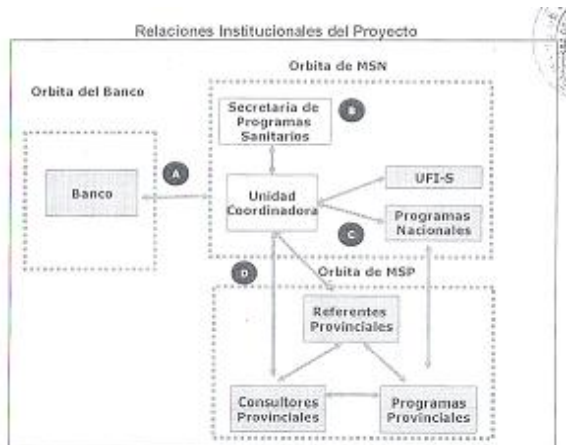 Relaciones Institucionales del Proyecto
Orbita de MSN
Orbita del Banco
Secretaria de
Programas
Sanitarios
B
A
Banco
Unidad
Coordinadora
UFI-S
Programas
Nacionales
C
D
Orbita de MSP
Referentes
Provinciales
Consultores
Provinciales
Programas
Provinciales